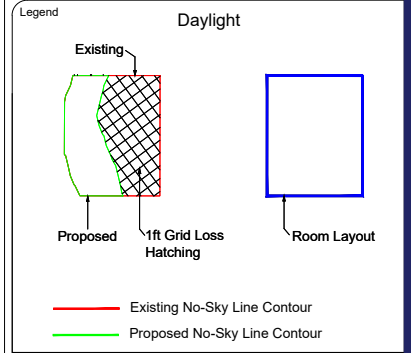 Legend
Daylight
Existing
Proposed
1ft Grid Loss
Hatching
Room Layout
Existing No-Sky Line Contour
Proposed No-Sky Line Contour